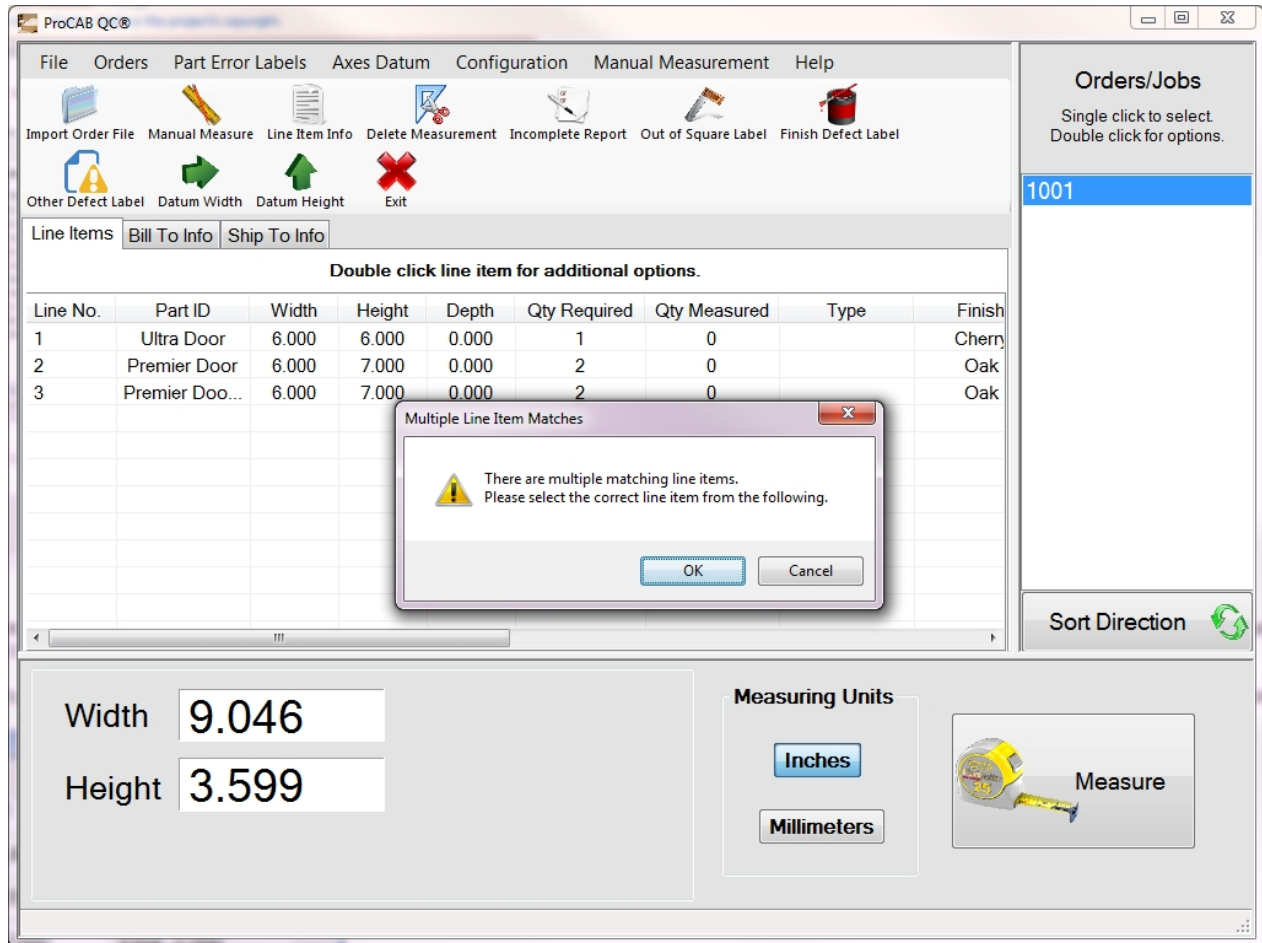 ProCAB QC®
File Orders Part Error Labels Axes Datum Configuration Manual Measurement Help
Import Order File Manual Measure Line Item Info Delete Measurement Incomplete Report Out of Square Label Finish Defect Label
Other Defect Label Datum Width Datum Height Exit
Line Items Bill To Info Ship To Info
Double click line item for additional options.
Line No. Part ID Width Height Depth Qty Required Qty Measured Type Finish
1 Ultra Door 6.000 6.000 0.000 1 0 Cherry
2 Premier Door 6.000 7.000 0.000 2 0 Oak
3 Premier Doo... 6.000 7.000 0.000 2 0 Oak
Multiple Line Item Matches
There are multiple matching line items.
Please select the correct line item from the following.
OK Cancel
Orders/Jobs
Single click to select.
Double click for options.
1001
Sort Direction
Width 9.046
Height 3.599
Measuring Units
Inches
Millimeters
Measure